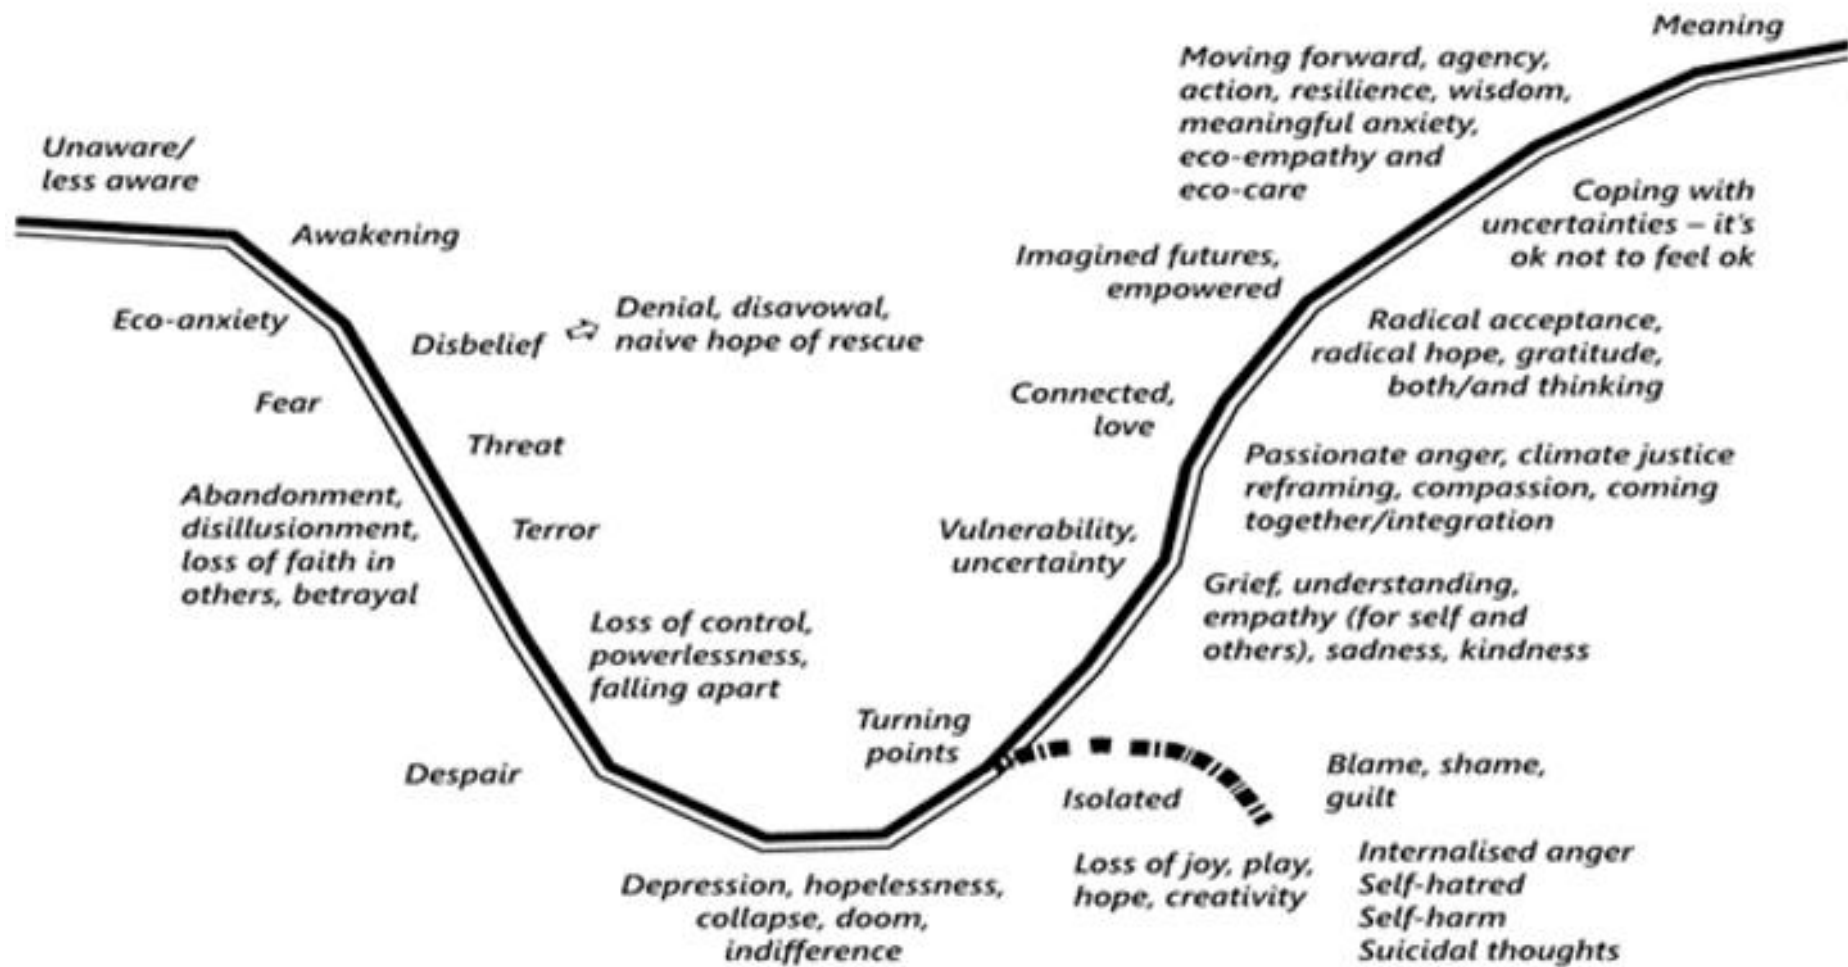 Unaware/
less aware
Awakening
Eco-anxiety
Disbelief
Denial, disavowal,
naive hope of rescue
Fear
Threat
Abandonment,
disillusionment,
loss of faith in
others, betrayal
Terror
Loss of control,
powerlessness,
falling apart
Despair
Depression, hopelessness,
collapse, doom,
indifference
Turning
points
Isolated
Loss of joy, play,
hope, creativity
Blame, shame,
guilt
Internalised anger
Self-hatred
Self-harm
Suicidal thoughts
Vulnerability,
uncertainty
Grief, understanding,
empathy (for self and
others), sadness, kindness
Connected,
love
Passionate anger, climate justice
reframing, compassion, coming
together/integration
Imagined futures,
empowered
Radical acceptance,
radical hope, gratitude,
both/and thinking
Moving forward, agency,
action, resilience, wisdom,
meaningful anxiety,
eco-empathy and
eco-care
Coping with
uncertainties – it's
ok not to feel ok
Meaning